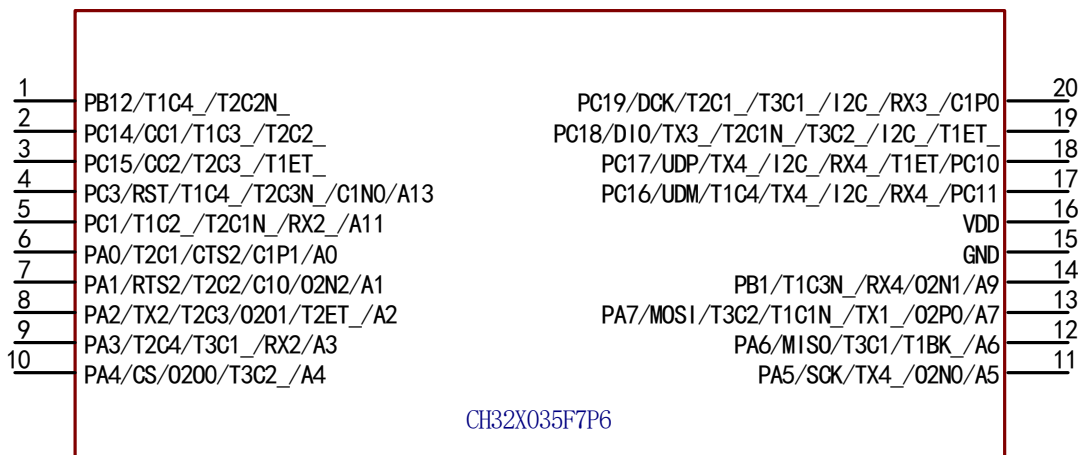 1 PB12/T1C4_/T2C2N_
2 PC14/CC1/T1C3_/T2C2_
3 PC15/CC2/T2C3_/T1ET_
4 PC3/RST/T1C4_/T2C3N_/C1N0/A13
5 PC1/T1C2_/T2C1N_/RX2_/A11
6 PA0/T2C1/CTS2/C1P1/A0
7 PA1/RTS2/T2C2/C1O/O2N2/A1
8 PA2/TX2/T2C3/O2O1/T2ET_/A2
9 PA3/T2C4/T3C1_/RX2/A3
10 PA4/CS/O2O0/T3C2_/A4
PC19/DCK/T2C1_/T3C1_/I2C_/RX3_/C1P0 20
PC18/DIO/TX3_/T2C1N_/T3C2_/I2C_/T1ET_ 19
PC17/UDP/TX4_/I2C_/RX4_/T1ET/PC10 18
PC16/UDM/T1C4/TX4_/I2C_/RX4_/PC11 17
VDD 16
GND 15
PB1/T1C3N_/RX4/O2N1/A9 14
PA7/MOSI/T3C2/T1C1N_/TX1_/O2P0/A7 13
PA6/MISO/T3C1/T1BK_/A6 12
PA5/SCK/TX4_/O2N0/A5 11
CH32X035F7P6